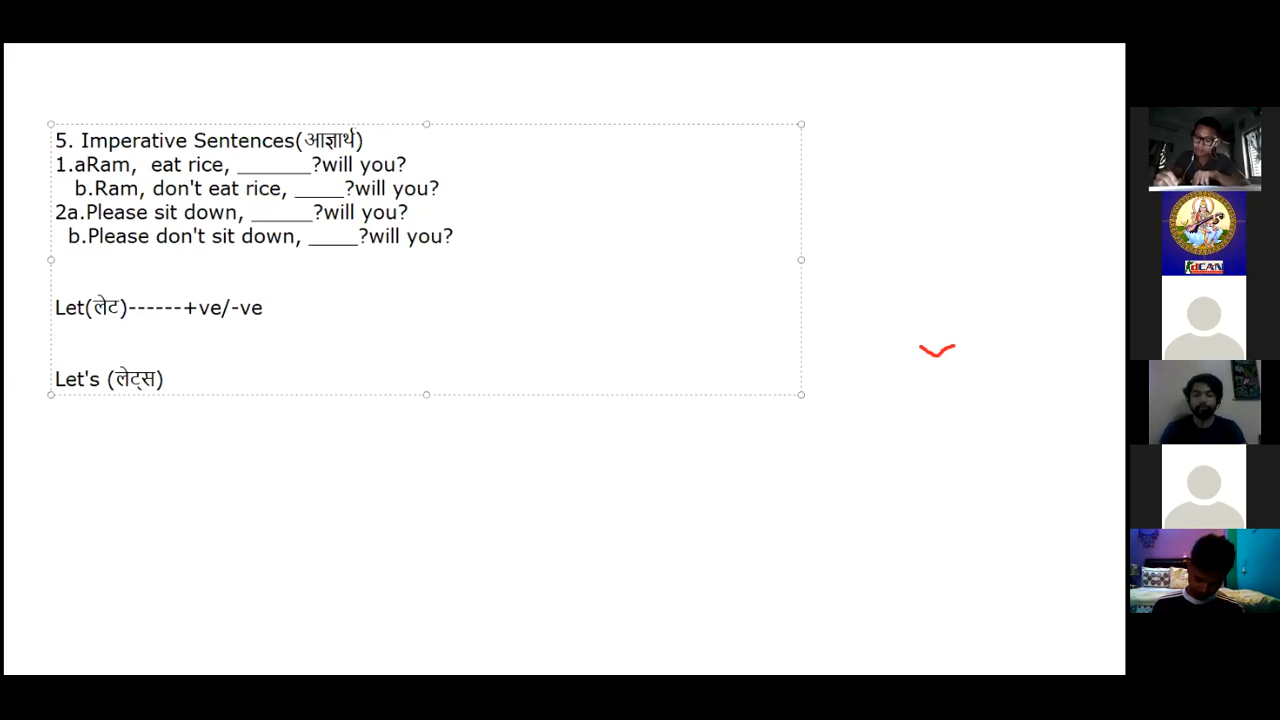 5. Imperative Sentences(आज्ञार्थ)
1.aRam, eat rice, _______?will you?
b.Ram, don't eat rice, _____?will you?
2a.Please sit down, ______?will you?
b.Please don't sit down, _____?will you?
Let(लेट)------+ve/-ve
Let's (लेट्स)